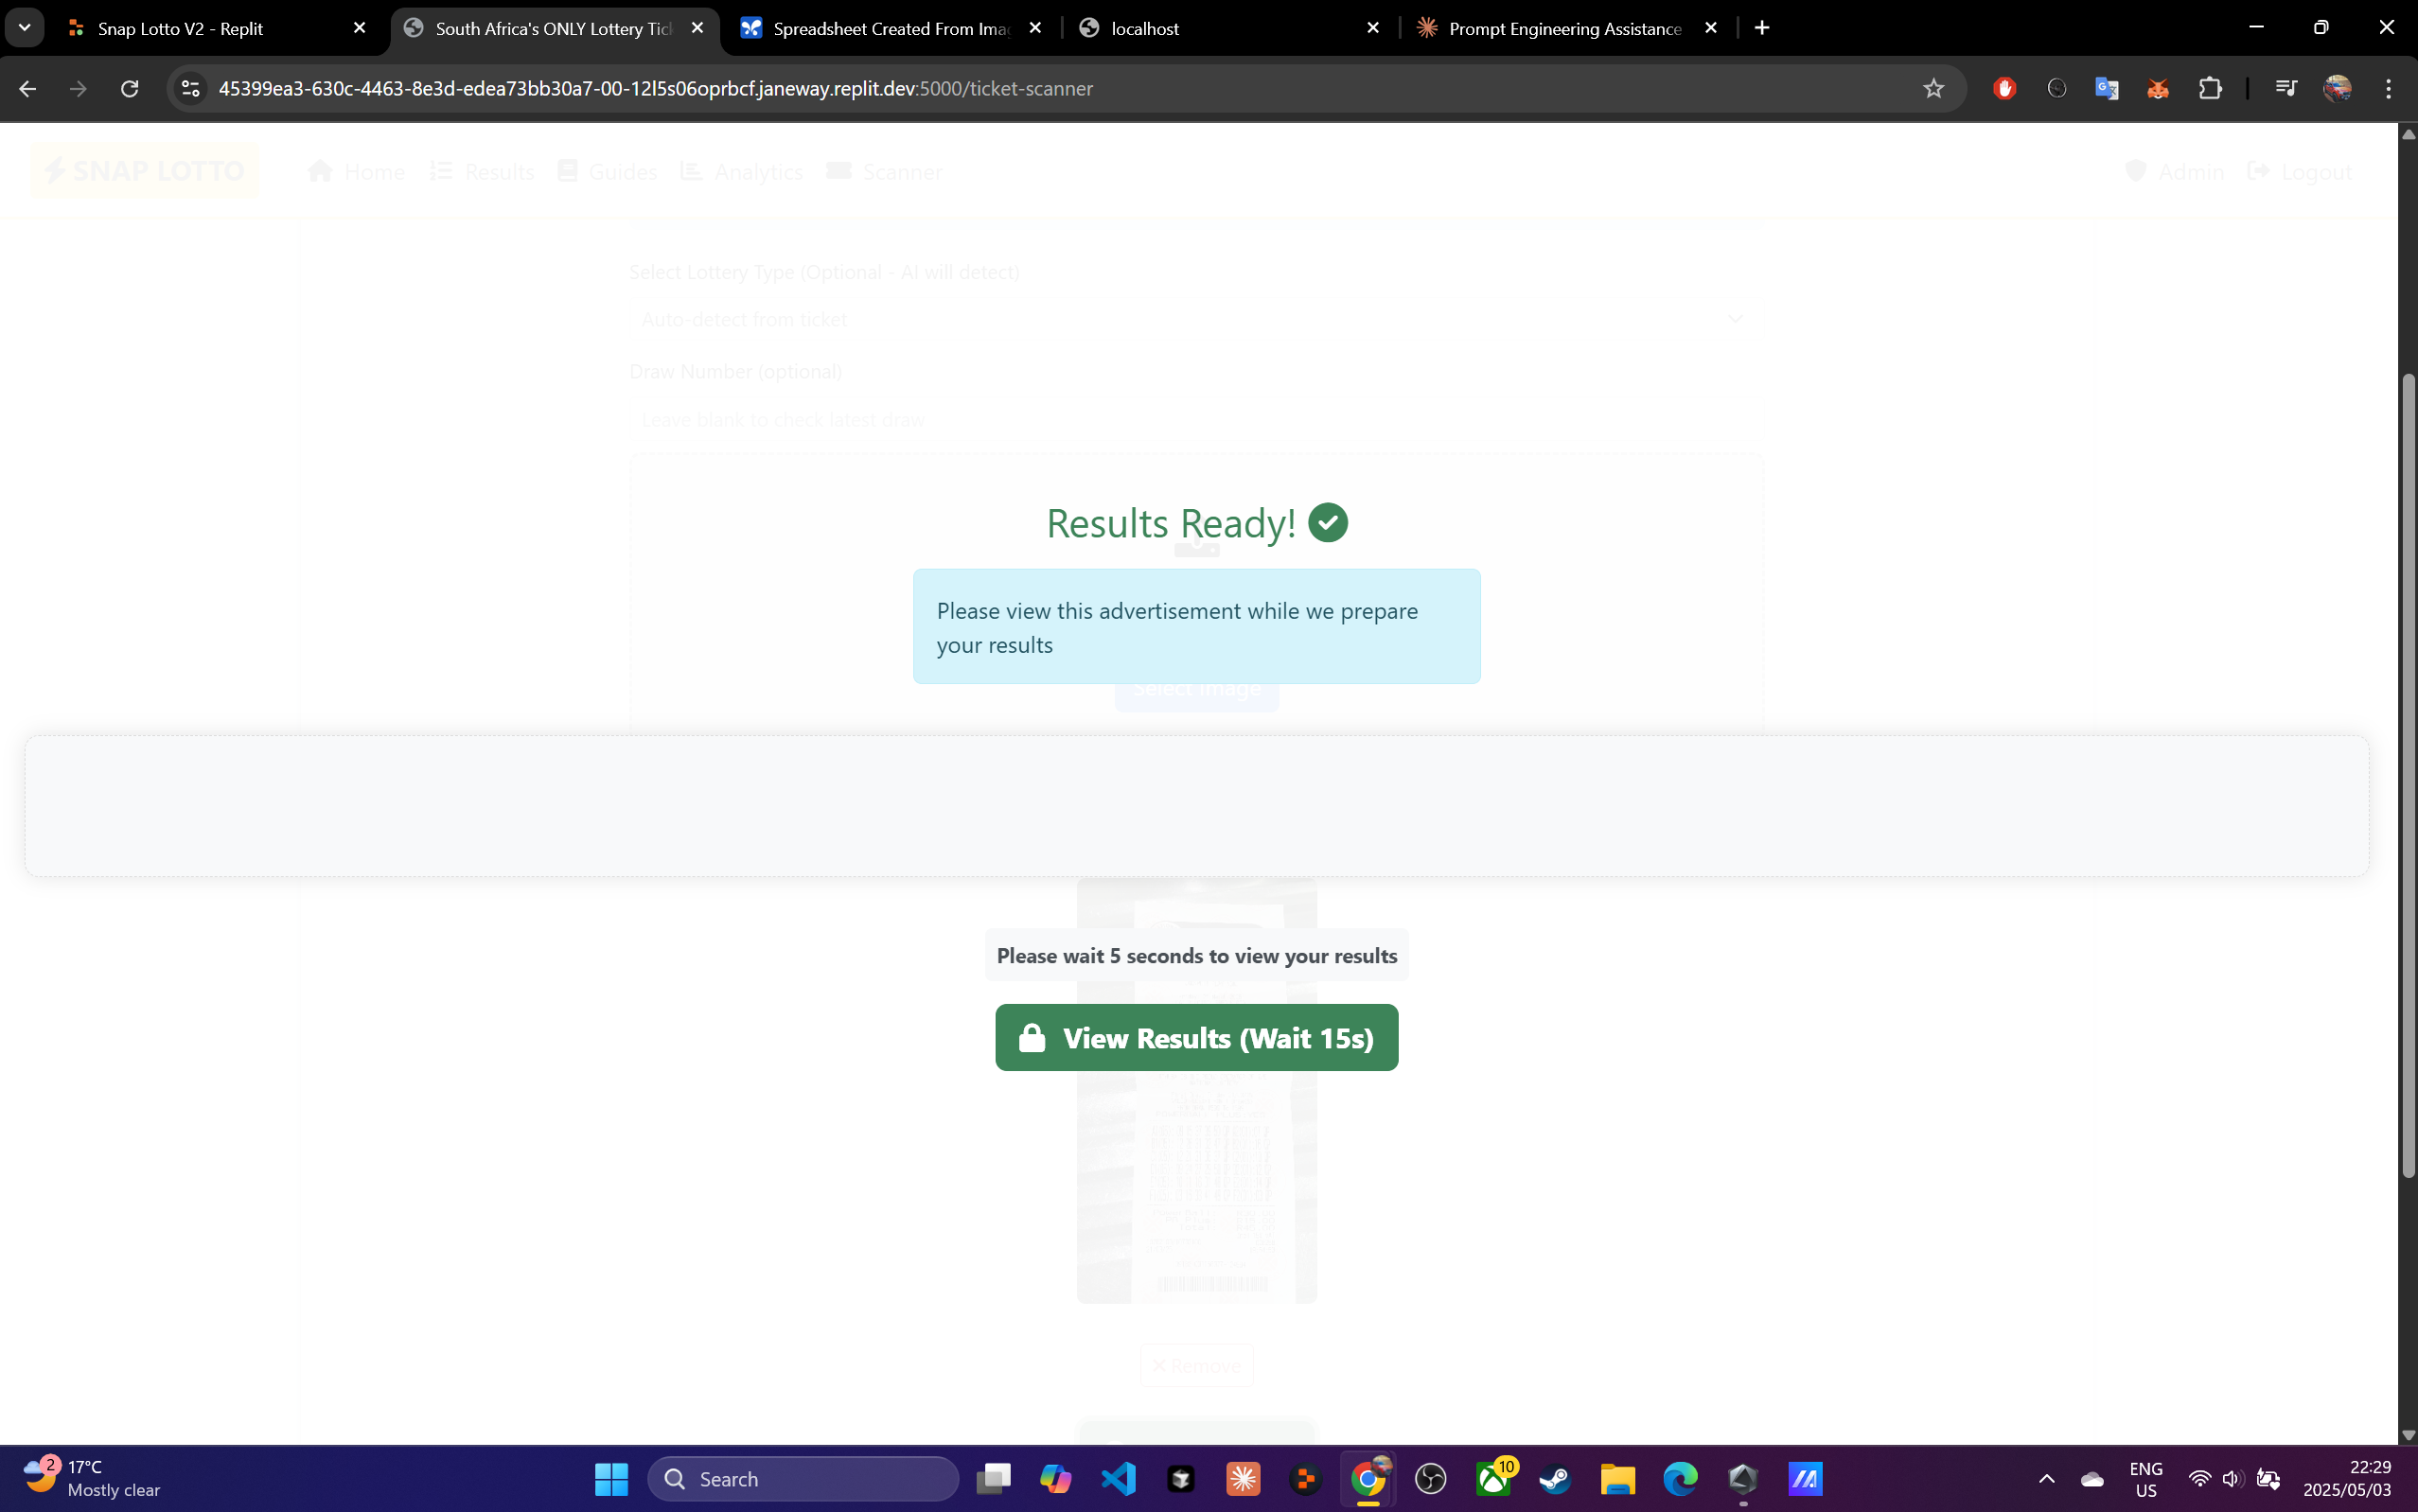 Snap Lotto V2 - Replit
South Africa's ONLY Lottery Tic
Spreadsheet Created From Ima
localhost
Prompt Engineering Assistance
45399ea3-630c-4463-8e3d-edea73bb30a7-00-12l5s06oprbcf.janeway.replit.dev:5000/ticket-scanner
SNAP LOTTO
Home
Results
Guides
Analytics
Scanner
Admin
Logout
Select Lottery Type (Optional - AI will detect)
Auto-detect from ticket
Draw Number (optional)
Leave blank to check latest draw
Results Ready!
Please view this advertisement while we prepare
your results
Select Image
Please wait 5 seconds to view your results
View Results (Wait 15s)
Remove
2
17°C
Mostly clear
Search
10
ENG
US
22:29
2025/05/03